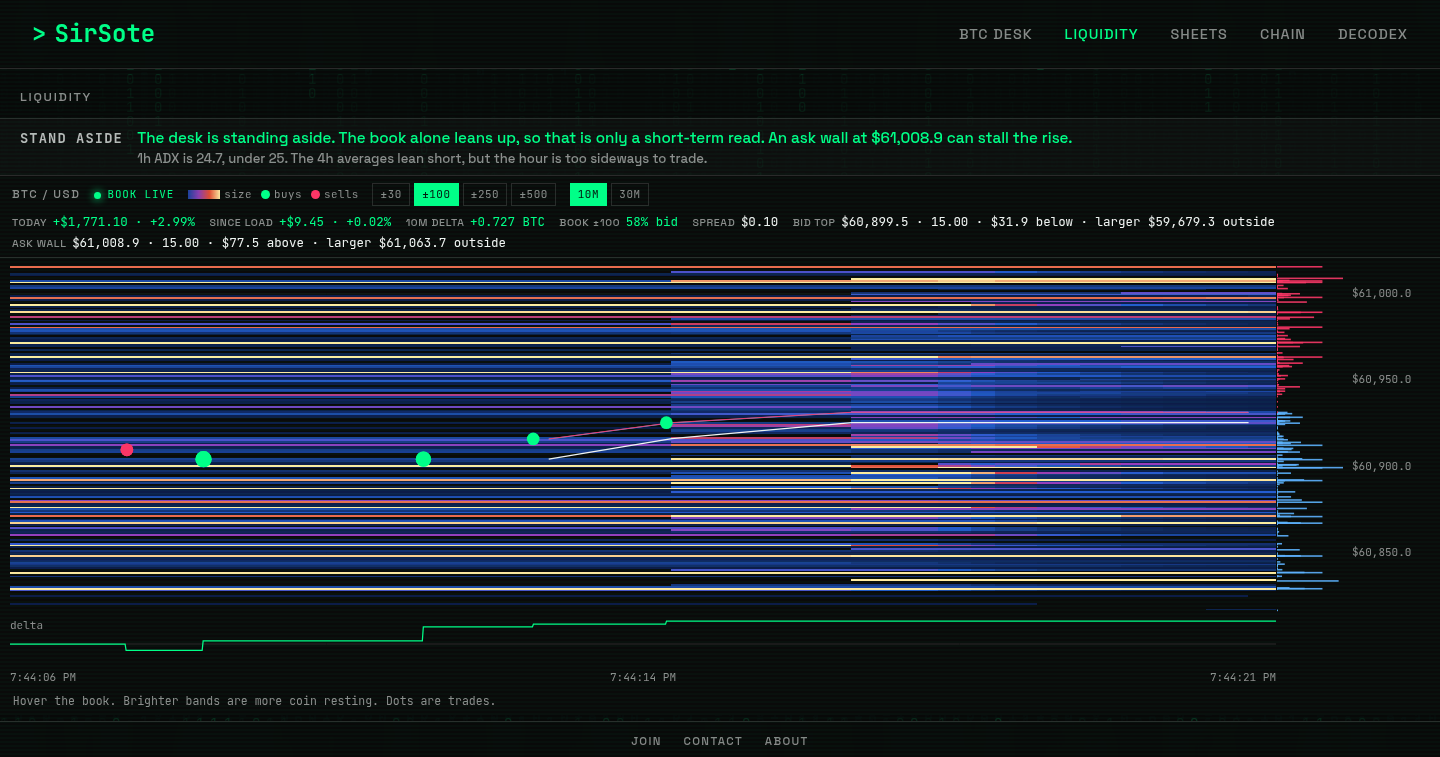 > SirSote
BTC DESK LIQUIDITY SHEETS CHAIN DECODEX
LIQUIDITY
STAND ASIDE The desk is standing aside. The book alone leans up, so that is only a short-term read. An ask wall at $61,008.9 can stall the rise.
1h ADX is 24.7, under 25. The 4h averages lean short, but the hour is too sideways to trade.
BTC / USD BOOK LIVE size buys sells ±30 ±100 ±250 ±500 10M 30M
TODAY +$1,771.10 · +2.99% SINCE LOAD +$9.45 · +0.02% 10M DELTA +0.727 BTC BOOK ±100 58% bid SPREAD $0.10 BID TOP $60,899.5 · 15.00 · $31.9 below · larger $59,679.3 outside
ASK WALL $61,008.9 · 15.00 · $77.5 above · larger $61,063.7 outside
$61,000.0
$60,950.0
$60,900.0
$60,850.0
delta
7:44:06 PM 7:44:14 PM 7:44:21 PM
Hover the book. Brighter bands are more coin resting. Dots are trades.
JOIN CONTACT ABOUT